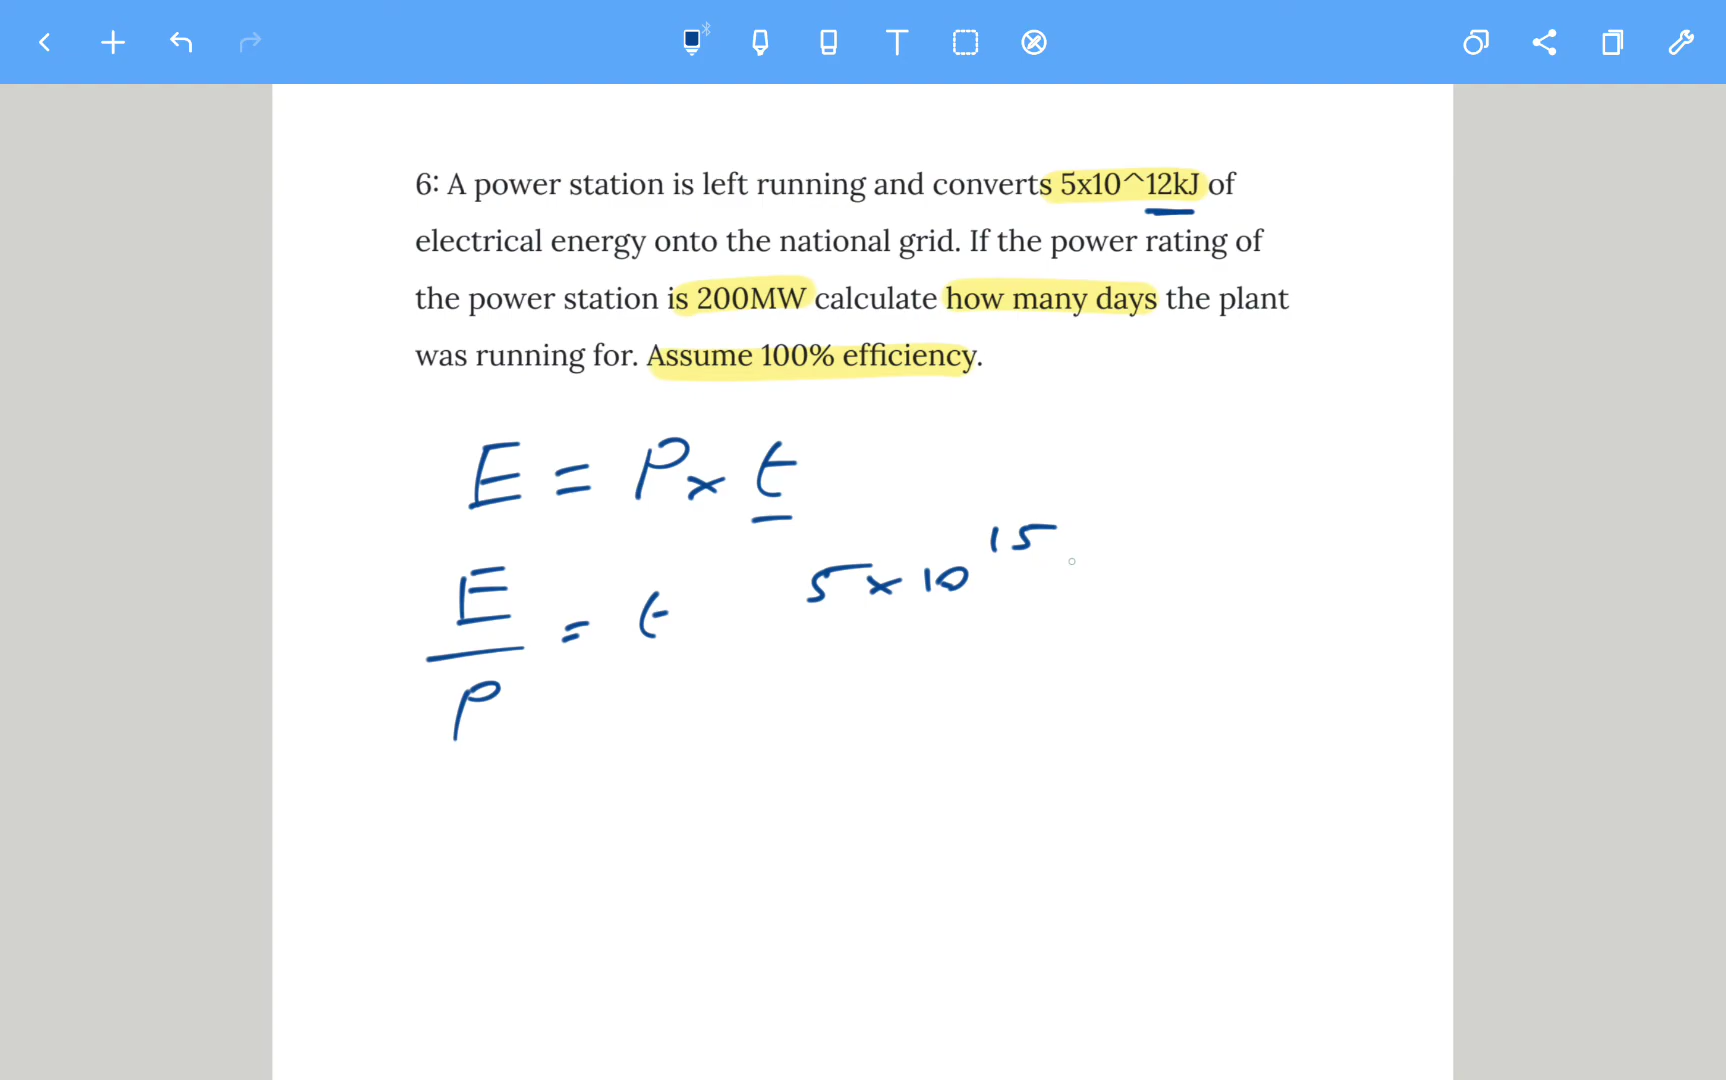 6: A power station is left running and converts 5x10^12kJ of
electrical energy onto the national grid. If the power rating of
the power station is 200MW calculate how many days the plant
was running for. Assume 100% efficiency.
E = P x t
E/P = t
5 x 10^15